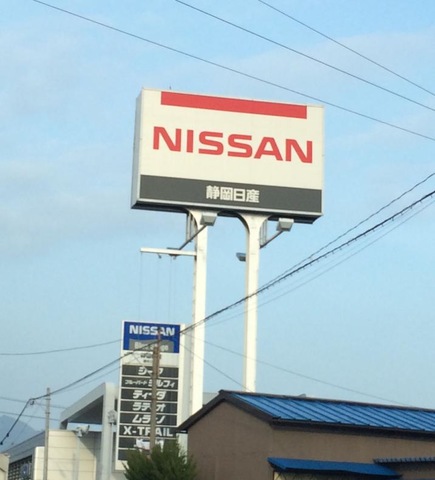 NISSAN
静岡日産
NISSAN
シーマ
ブルーバード シルフィ
ティーダ
ラティオ
ムラーノ
X-TRAIL